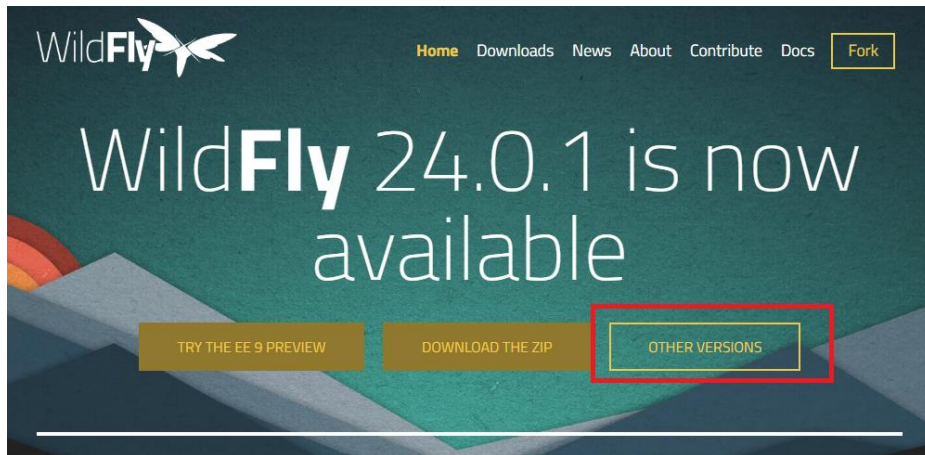 WildFly
Home Downloads News About Contribute Docs Fork
WildFly 24.0.1 is now
available
TRY THE EE 9 PREVIEW DOWNLOAD THE ZIP OTHER VERSIONS